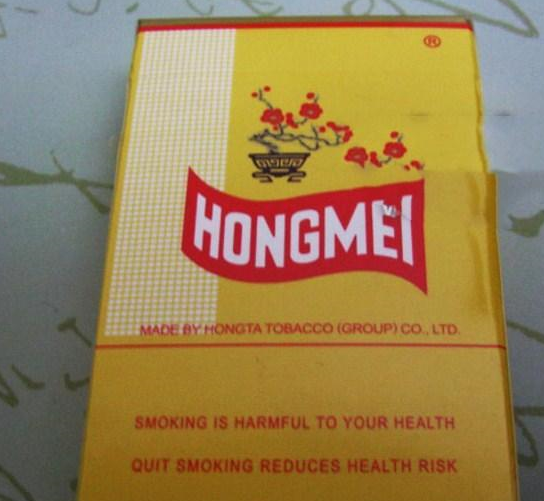 ®
HONGMEI
MADE BY HONGTA TOBACCO (GROUP) CO., LTD.
SMOKING IS HARMFUL TO YOUR HEALTH
QUIT SMOKING REDUCES HEALTH RISK